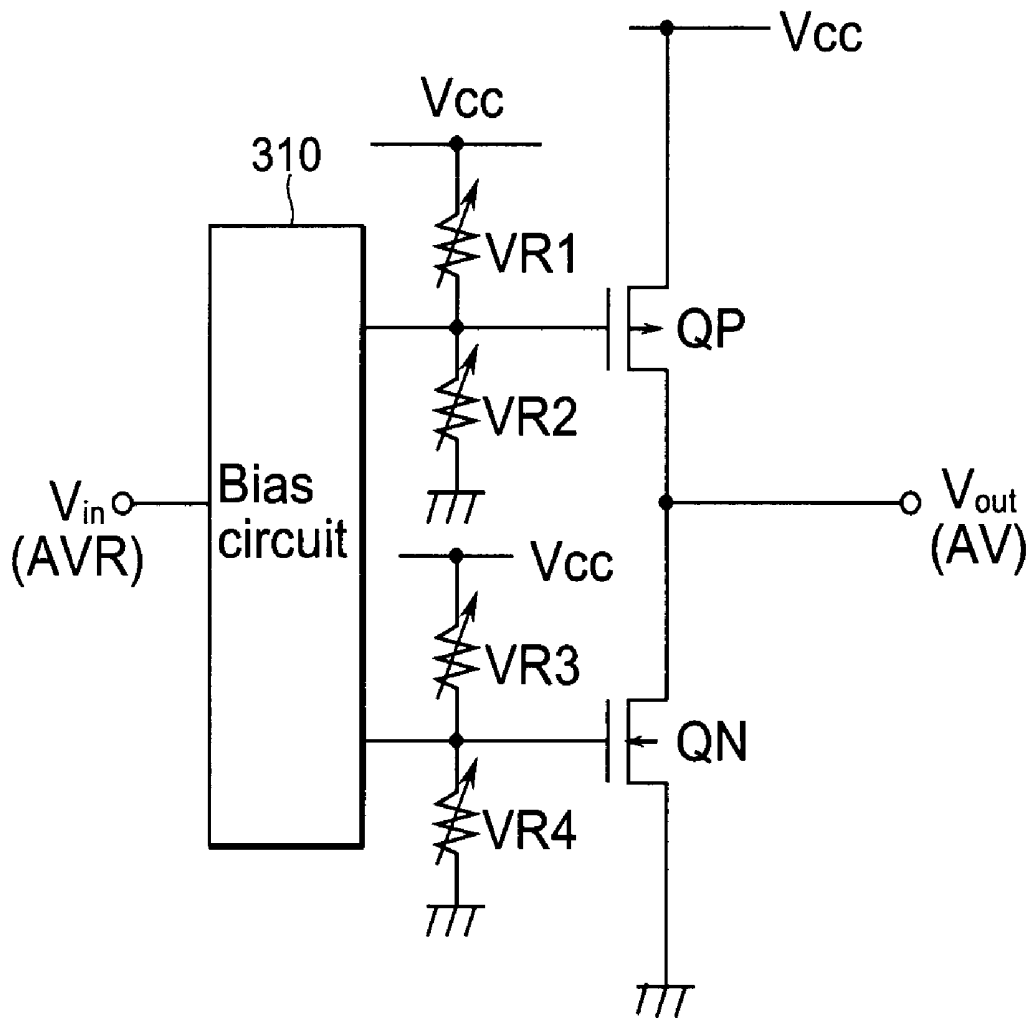 Vcc
Vcc
310
VR1
QP
VR2
Bias
circuit
Vin
(AVR)
Vout
(AV)
Vcc
VR3
QN
VR4